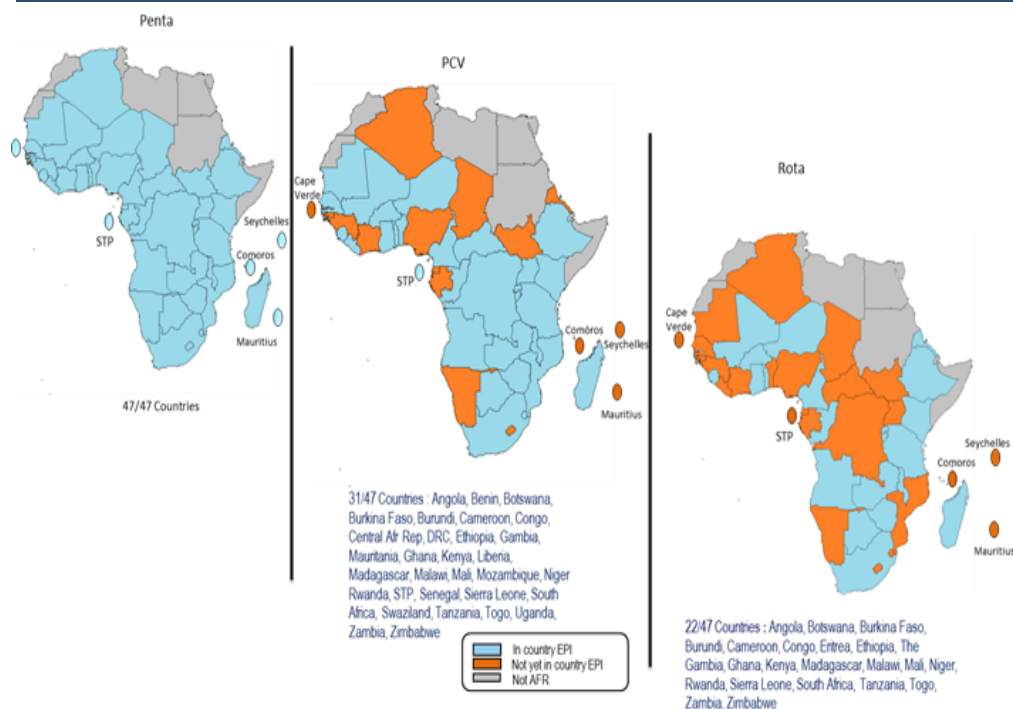 Penta
STP
Seychelles
Comoros
Mauritius
47/47 Countries
PCV
Cape
Verde
STP
Comoros
Seychelles
Mauritius
31/47 Countries : Angola, Benin, Botswana,
Burkina Faso, Burundi, Cameroon, Congo,
Central Afr Rep, DRC, Ethiopia, Gambia,
Mauritania, Ghana, Kenya, Liberia,
Madagascar, Malawi, Mali, Mozambique, Niger
Rwanda, STP, Senegal, Sierra Leone, South
Africa, Swaziland, Tanzania, Togo, Uganda,
Zambia, Zimbabwe
In country EPI
Not yet in country EPI
Not AFR
Rota
Cape
Verde
STP
Seychelles
Comoros
Mauritius
22/47 Countries : Angola, Botswana, Burkina Faso,
Burundi, Cameroon, Congo, Eritrea, Ethiopia, The
Gambia, Ghana, Kenya, Madagascar, Malawi, Mali, Niger,
Rwanda, Sierra Leone, South Africa, Tanzania, Togo,
Zambia, Zimbabwe